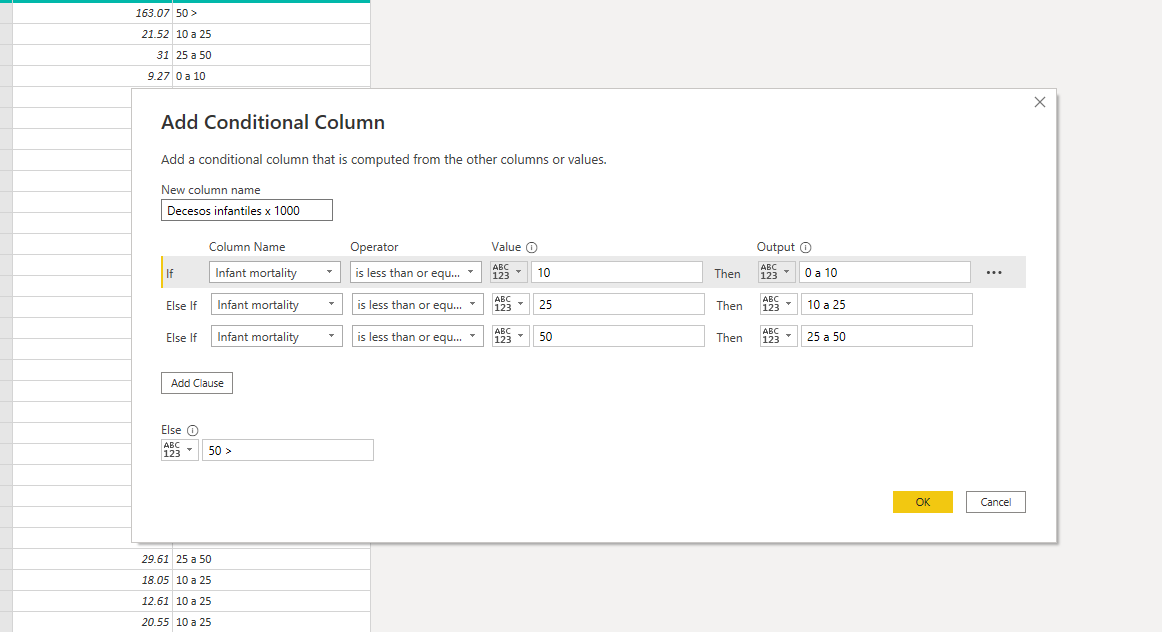 163.07 50 >
21.52 10 a 25
31 25 a 50
9.27 0 a 10
Add Conditional Column
Add a conditional column that is computed from the other columns or values.
New column name
Decesos infantiles x 1000
Column Name Operator Value Output
If Infant mortality is less than or equ... ABC 123 10 Then ABC 123 0 a 10 ...
Else If Infant mortality is less than or equ... ABC 123 25 Then ABC 123 10 a 25
Else If Infant mortality is less than or equ... ABC 123 50 Then ABC 123 25 a 50
Add Clause
Else
ABC 123 50 >
OK Cancel
29.61 25 a 50
18.05 10 a 25
12.61 10 a 25
20.55 10 a 25